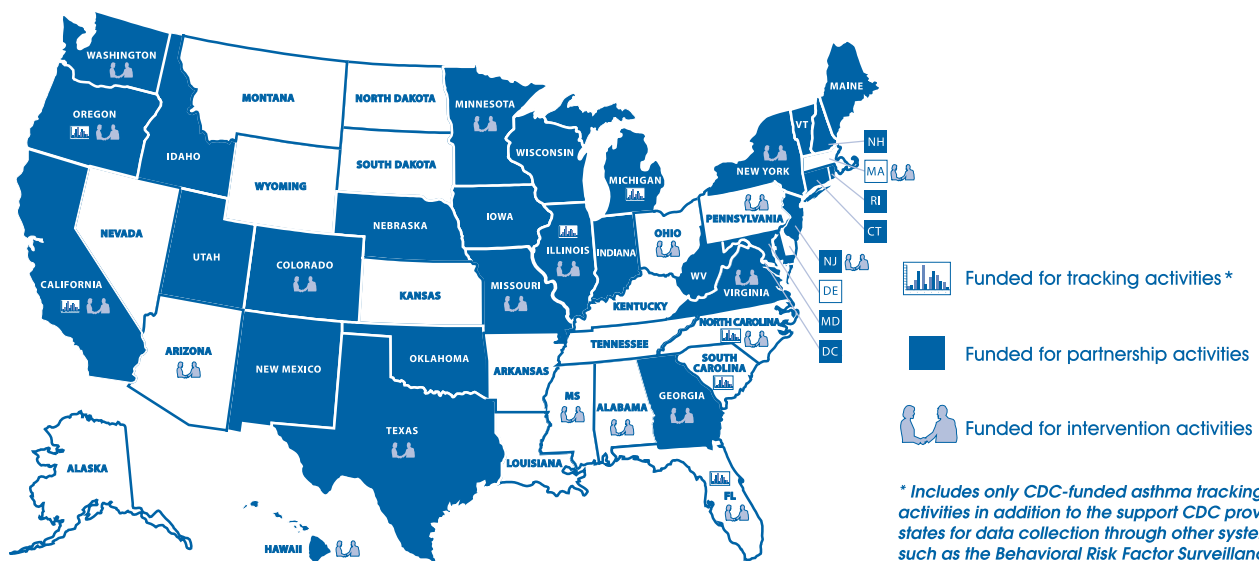 WASHINGTON
MONTANA
NORTH DAKOTA
MINNESOTA
MAINE
OREGON
VT
IDAHO
WISCONSIN
NH
SOUTH DAKOTA
MICHIGAN
NEW YORK
MA
WYOMING
RI
IOWA
PENNSYLVANIA
NEBRASKA
OHIO
CT
NEVADA
UTAH
ILLINOIS
INDIANA
NJ
COLORADO
WV
CALIFORNIA
MISSOURI
VIRGINIA
Funded for tracking activities *
KANSAS
KENTUCKY
DE
MD
NORTH CAROLINA
ARIZONA
TENNESSEE
DC
Funded for partnership activities
OKLAHOMA
SOUTH
CAROLINA
NEW MEXICO
ARKANSAS
MS
GEORGIA
ALABAMA
TEXAS
Funded for intervention activities
LOUISIANA
ALASKA
FL
HAWAII
* Includes only CDC-funded asthma tracking
activities in addition to the support CDC prov
states for data collection through other syste
such as the Behavioral Risk Factor Surveillanc